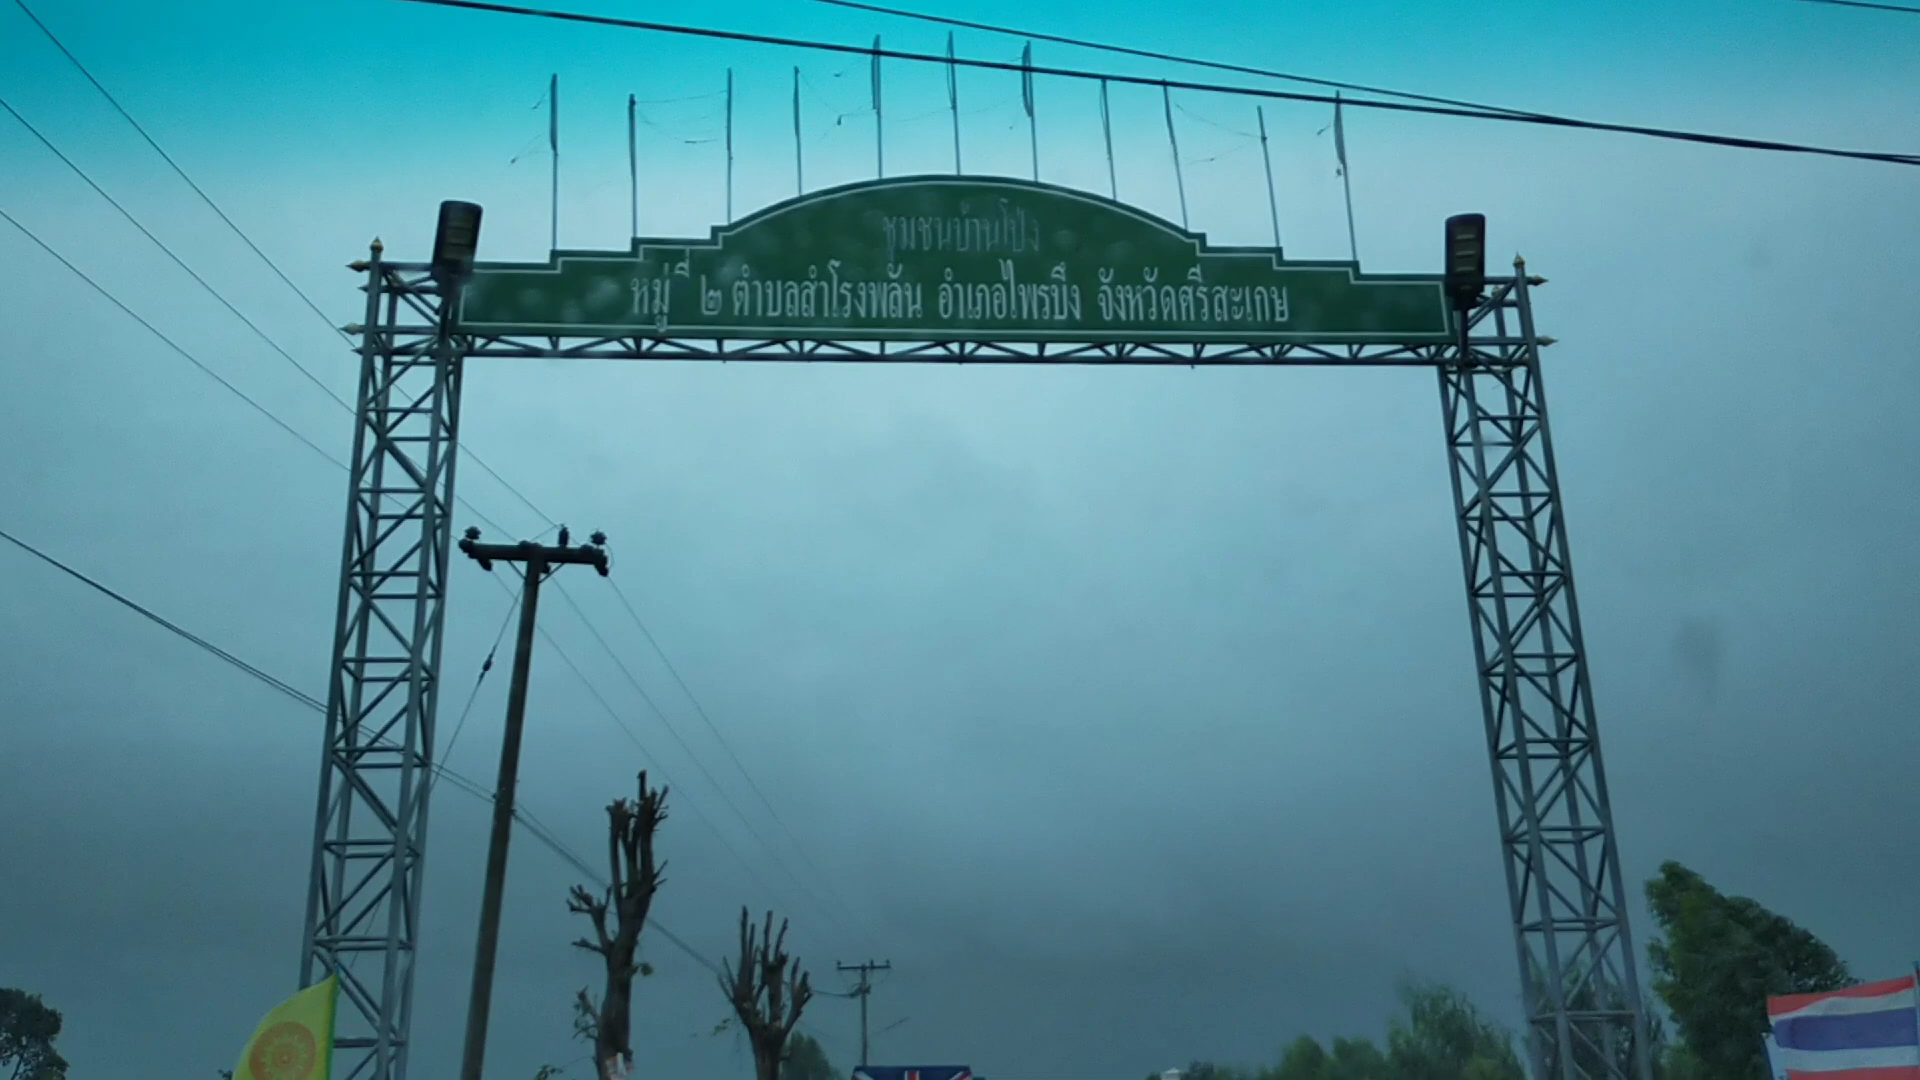 ชุมชนบ้านโป่ง
หมู่ที่ ๒ ตำบลสำโรงพลัน อำเภอไพรบึง จังหวัดศรีสะเกษ